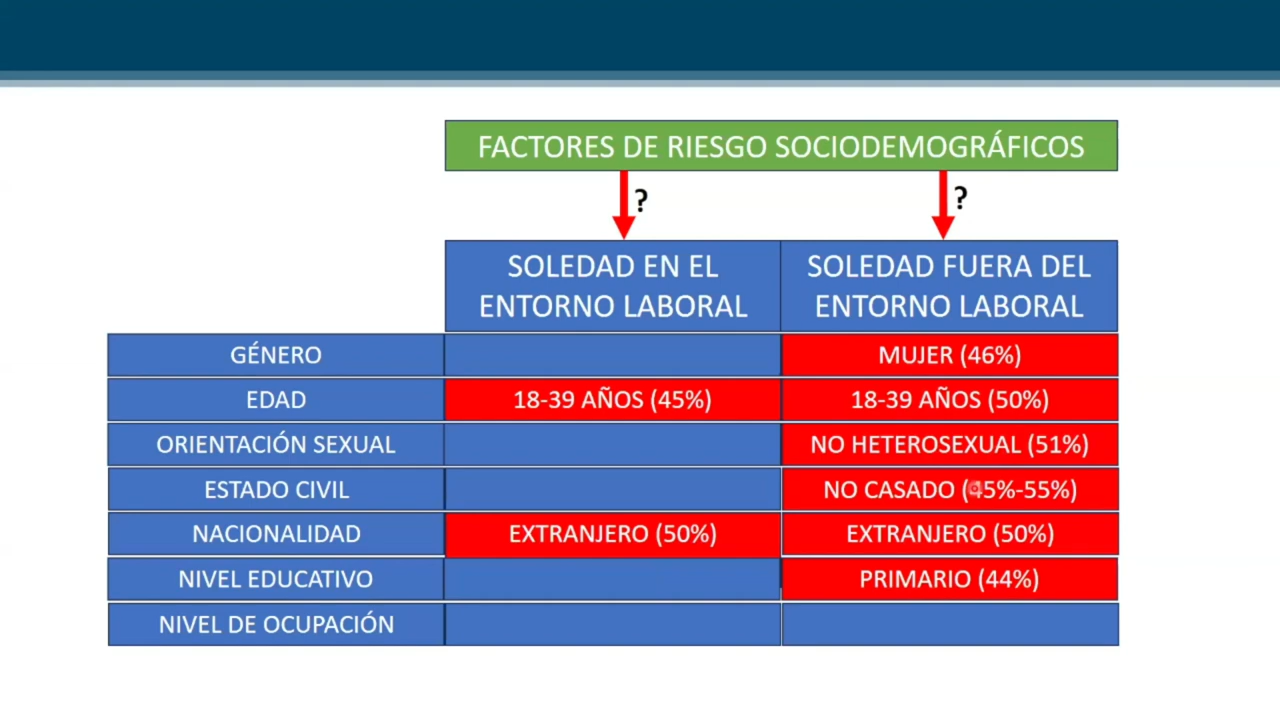 FACTORES DE RIESGO SOCIODEMOGRÁFICOS
?
?
SOLEDAD EN EL
ENTORNO LABORAL
SOLEDAD FUERA DEL
ENTORNO LABORAL
GÉNERO
MUJER (46%)
EDAD
18-39 AÑOS (45%)
18-39 AÑOS (50%)
ORIENTACIÓN SEXUAL
NO HETEROSEXUAL (51%)
ESTADO CIVIL
NO CASADO (45%-55%)
NACIONALIDAD
EXTRANJERO (50%)
EXTRANJERO (50%)
NIVEL EDUCATIVO
PRIMARIO (44%)
NIVEL DE OCUPACIÓN